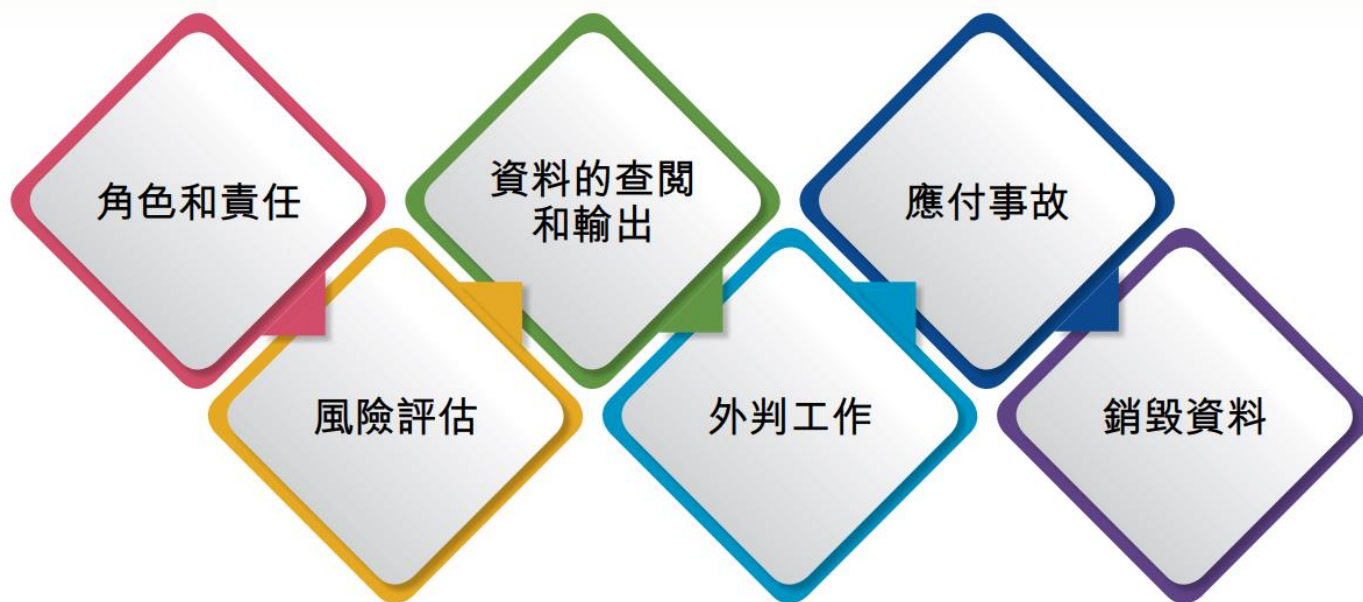 角色和責任
風險評估
資料的查閱
和輸出
外判工作
應付事故
銷毀資料